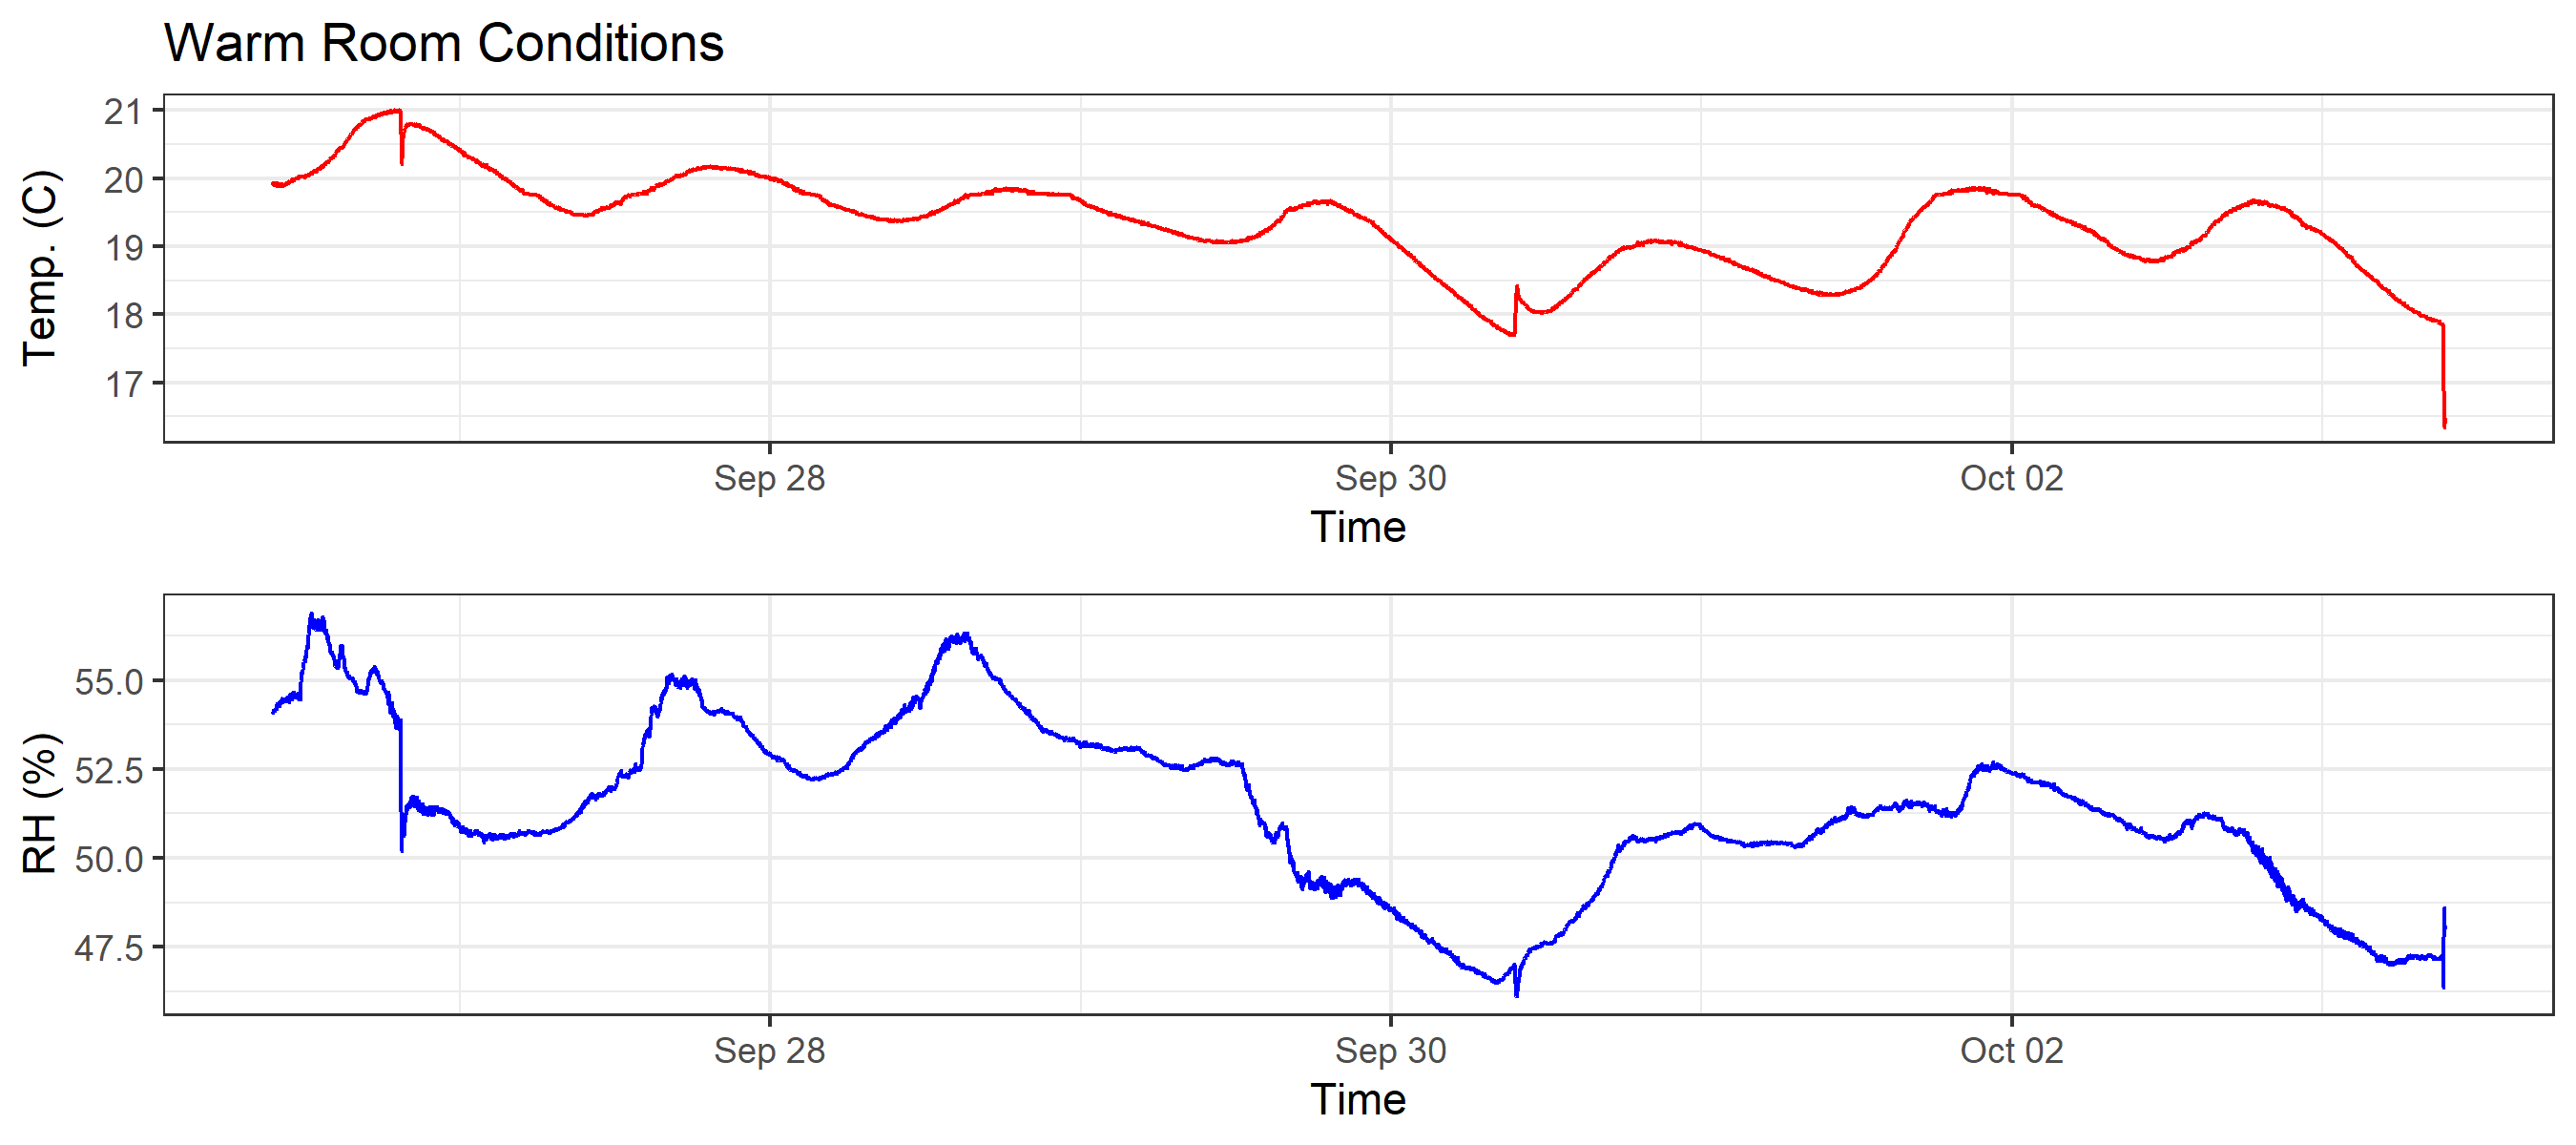 Warm Room Conditions
Temp. (C)
21
20
19
18
17
Sep 28 Sep 30 Oct 02
Time
RH (%)
55.0
52.5
50.0
47.5
Sep 28 Sep 30 Oct 02
Time